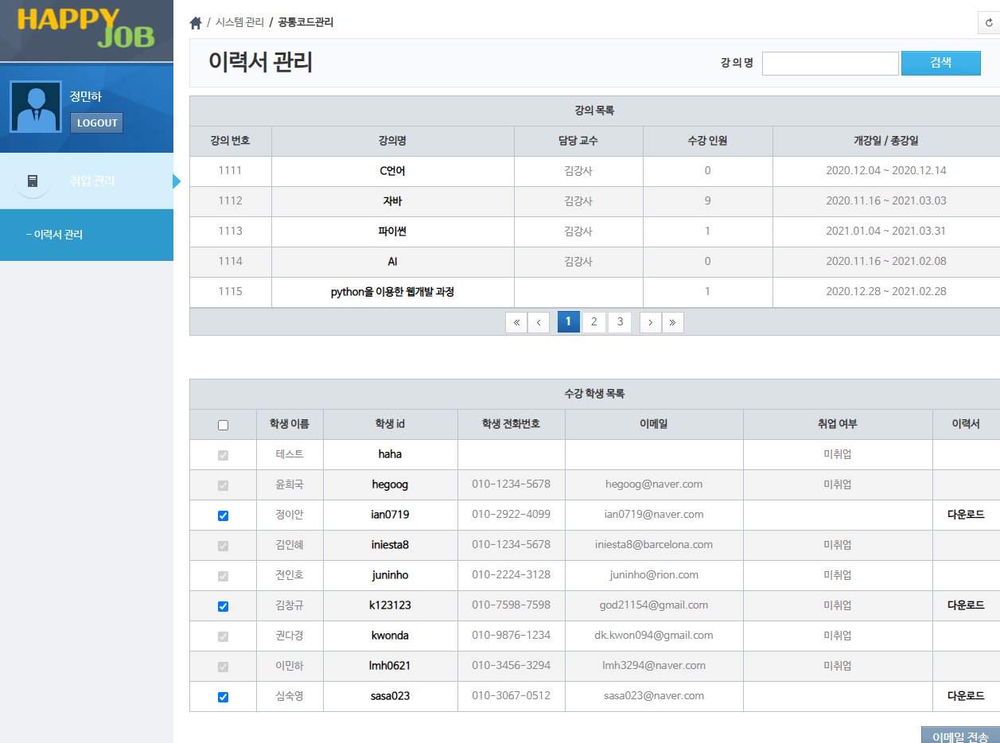 HAPPY
JOB
정민하
LOGOUT
취업 관리
- 이력서 관리
/ 시스템 관리 / 공통코드관리
이력서 관리
강 의 명
검색
강의 목록
강의 번호 강의명 담당 교수 수강 인원 개강일 / 종강일
1111 C언어 김강사 0 2020.12.04 ~ 2020.12.14
1112 자바 김강사 9 2020.11.16 ~ 2021.03.03
1113 파이썬 김강사 1 2021.01.04 ~ 2021.03.31
1114 AI 김강사 0 2020.11.16 ~ 2021.02.08
1115 python을 이용한 웹개발 과정 1 2020.12.28 ~ 2021.02.28
« ‹ 1 2 3 › »
수강 학생 목록
학생 이름 학생 id 학생 전화번호 이메일 취업 여부 이력서
테스트 haha 미취업
윤희국 hegoog 010-1234-5678 hegoog@naver.com 미취업
정이안 ian0719 010-2922-4099 ian0719@naver.com 다운로드
김인혜 iniesta8 010-1234-5678 iniesta8@barcelona.com 미취업
전인호 juninho 010-2224-3128 juninho@rion.com 미취업
김창규 k123123 010-7598-7598 god21154@gmail.com 미취업 다운로드
권다경 kwonda 010-9876-1234 dk.kwon094@gmail.com 미취업
이민하 lmh0621 010-3456-3294 lmh3294@naver.com 미취업
심숙영 sasa023 010-3067-0512 sasa023@naver.com 다운로드
이메일 전송